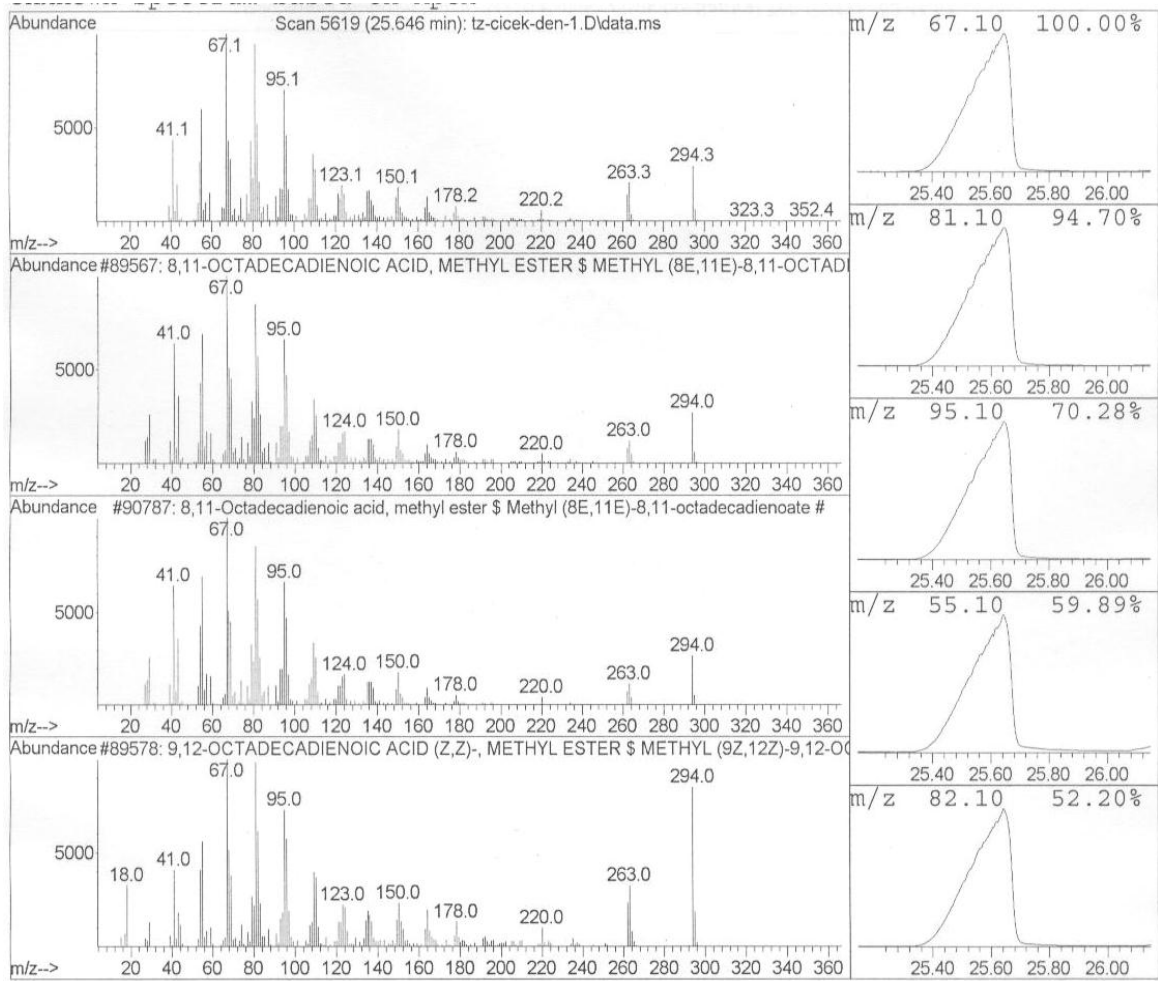 Abundance Scan 5619 (25.646 min): tz-cicek-den-1.D\data.ms
67.1
95.1
5000 41.1
123.1 150.1 178.2 220.2 263.3 294.3 323.3 352.4
m/z--> 20 40 60 80 100 120 140 160 180 200 220 240 260 280 300 320 340 360
Abundance #89567: 8,11-OCTADECADIENOIC ACID, METHYL ESTER $ METHYL (8E,11E)-8,11-OCTADI
67.0
41.0 95.0
5000
124.0 150.0 178.0 220.0 263.0 294.0
m/z--> 20 40 60 80 100 120 140 160 180 200 220 240 260 280 300 320 340 360
Abundance #90787: 8,11-Octadecadienoic acid, methyl ester $ Methyl (8E,11E)-8,11-octadecadienoate #
67.0
41.0 95.0
5000
124.0 150.0 178.0 220.0 263.0 294.0
m/z--> 20 40 60 80 100 120 140 160 180 200 220 240 260 280 300 320 340 360
Abundance #89578: 9,12-OCTADECADIENOIC ACID (Z,Z)-, METHYL ESTER $ METHYL (9Z,12Z)-9,12-OC
67.0 294.0
95.0
5000
18.0 41.0 123.0 150.0 178.0 220.0 263.0
m/z--> 20 40 60 80 100 120 140 160 180 200 220 240 260 280 300 320 340 360
m/z 67.10 100.00%
25.40 25.60 25.80 26.00
m/z 81.10 94.70%
25.40 25.60 25.80 26.00
m/z 95.10 70.28%
25.40 25.60 25.80 26.00
m/z 55.10 59.89%
25.40 25.60 25.80 26.00
m/z 82.10 52.20%
25.40 25.60 25.80 26.00